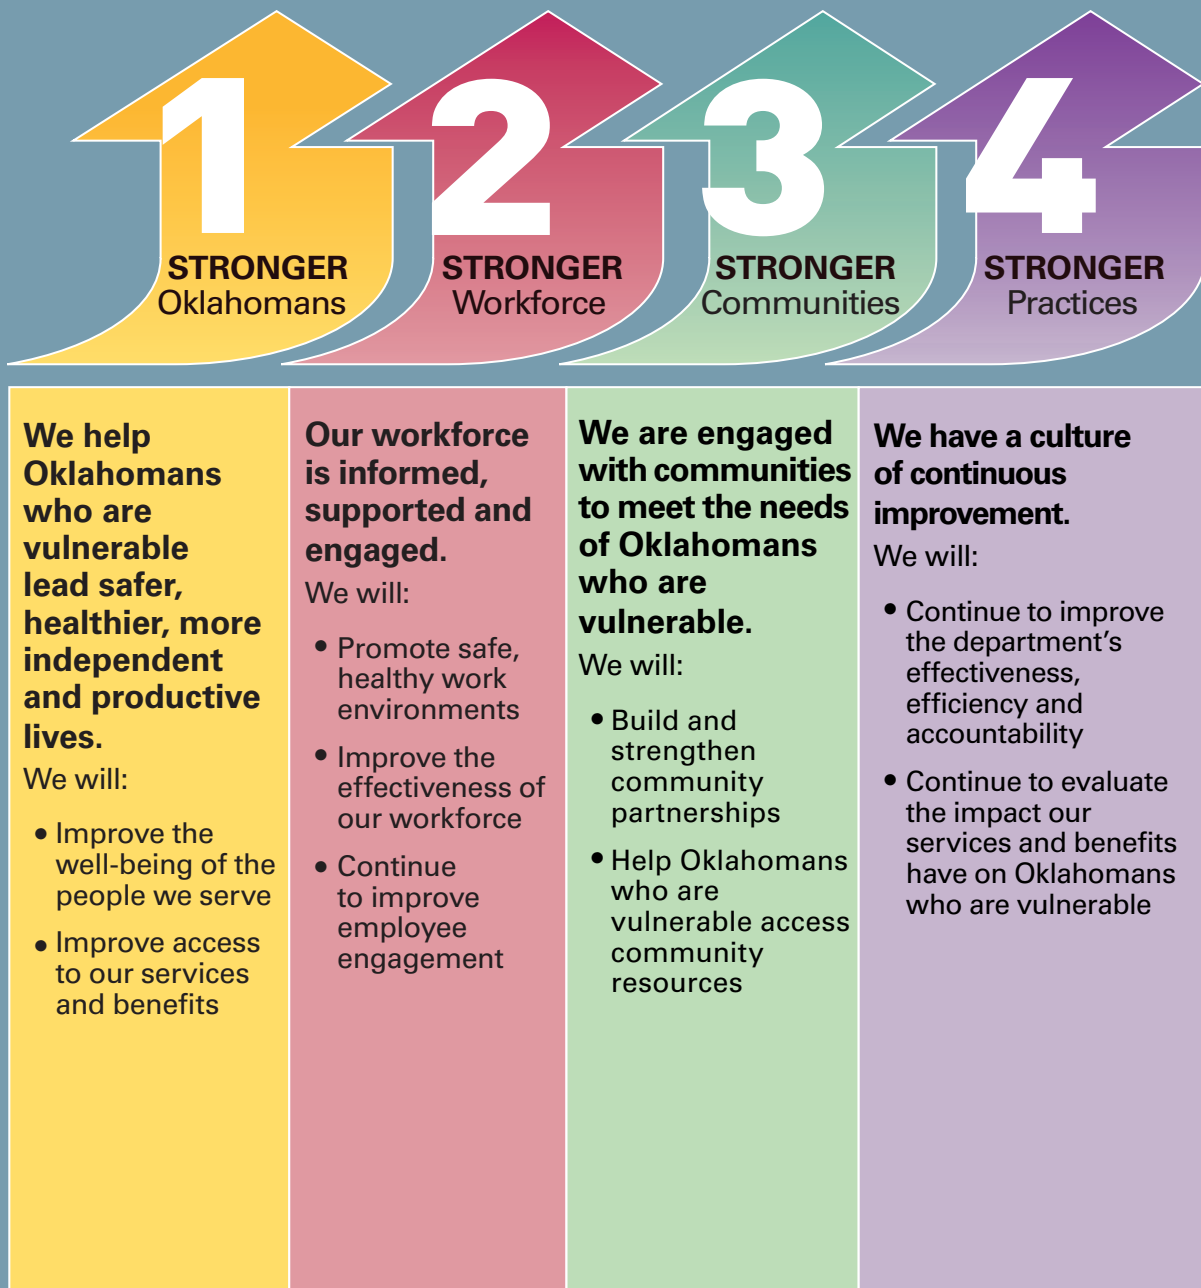 1
STRONGER
Oklahomans
2
STRONGER
Workforce
3
STRONGER
Communities
4
STRONGER
Practices
We help
Oklahomans
who are
vulnerable
lead safer,
healthier, more
independent
and productive
lives.
We will:
• Improve the
well-being of the
people we serve
• Improve access
to our services
and benefits
Our workforce
is informed,
supported and
engaged.
We will:
• Promote safe,
healthy work
environments
• Improve the
effectiveness of
our workforce
• Continue
to improve
employee
engagement
We are engaged
with communities
to meet the needs
of Oklahomans
who are
vulnerable.
We will:
• Build and
strengthen
community
partnerships
• Help Oklahomans
who are
vulnerable access
community
resources
We have a culture
of continuous
improvement.
We will:
• Continue to improve
the department’s
effectiveness,
efficiency and
accountability
• Continue to evaluate
the impact our
services and benefits
have on Oklahomans
who are vulnerable